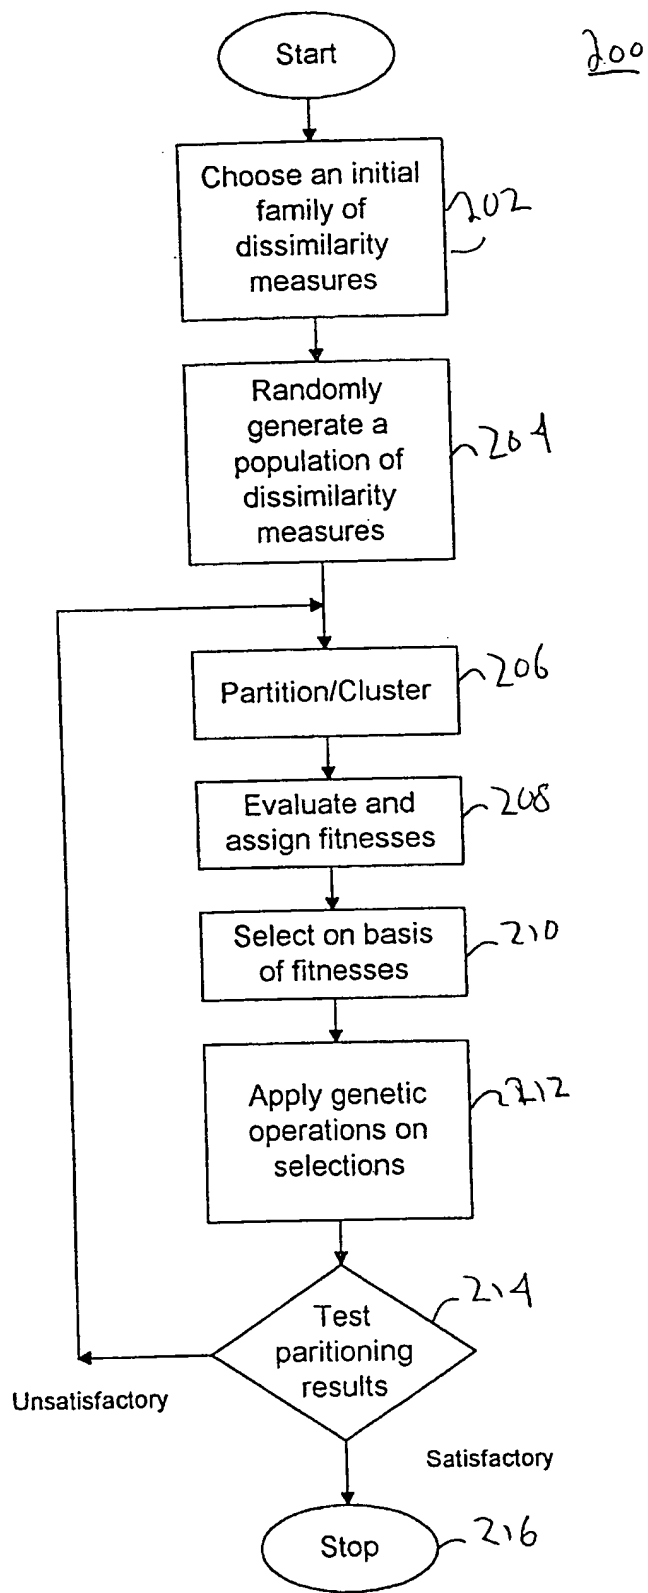 Start
200
Choose an initial
family of
dissimilarity
measures
202
Randomly
generate a
population of
dissimilarity
measures
204
Partition/Cluster
206
Evaluate and
assign fitnesses
208
Select on basis
of fitnesses
210
Apply genetic
operations on
selections
212
Test
paritioning
results
214
Unsatisfactory
Satisfactory
Stop
216